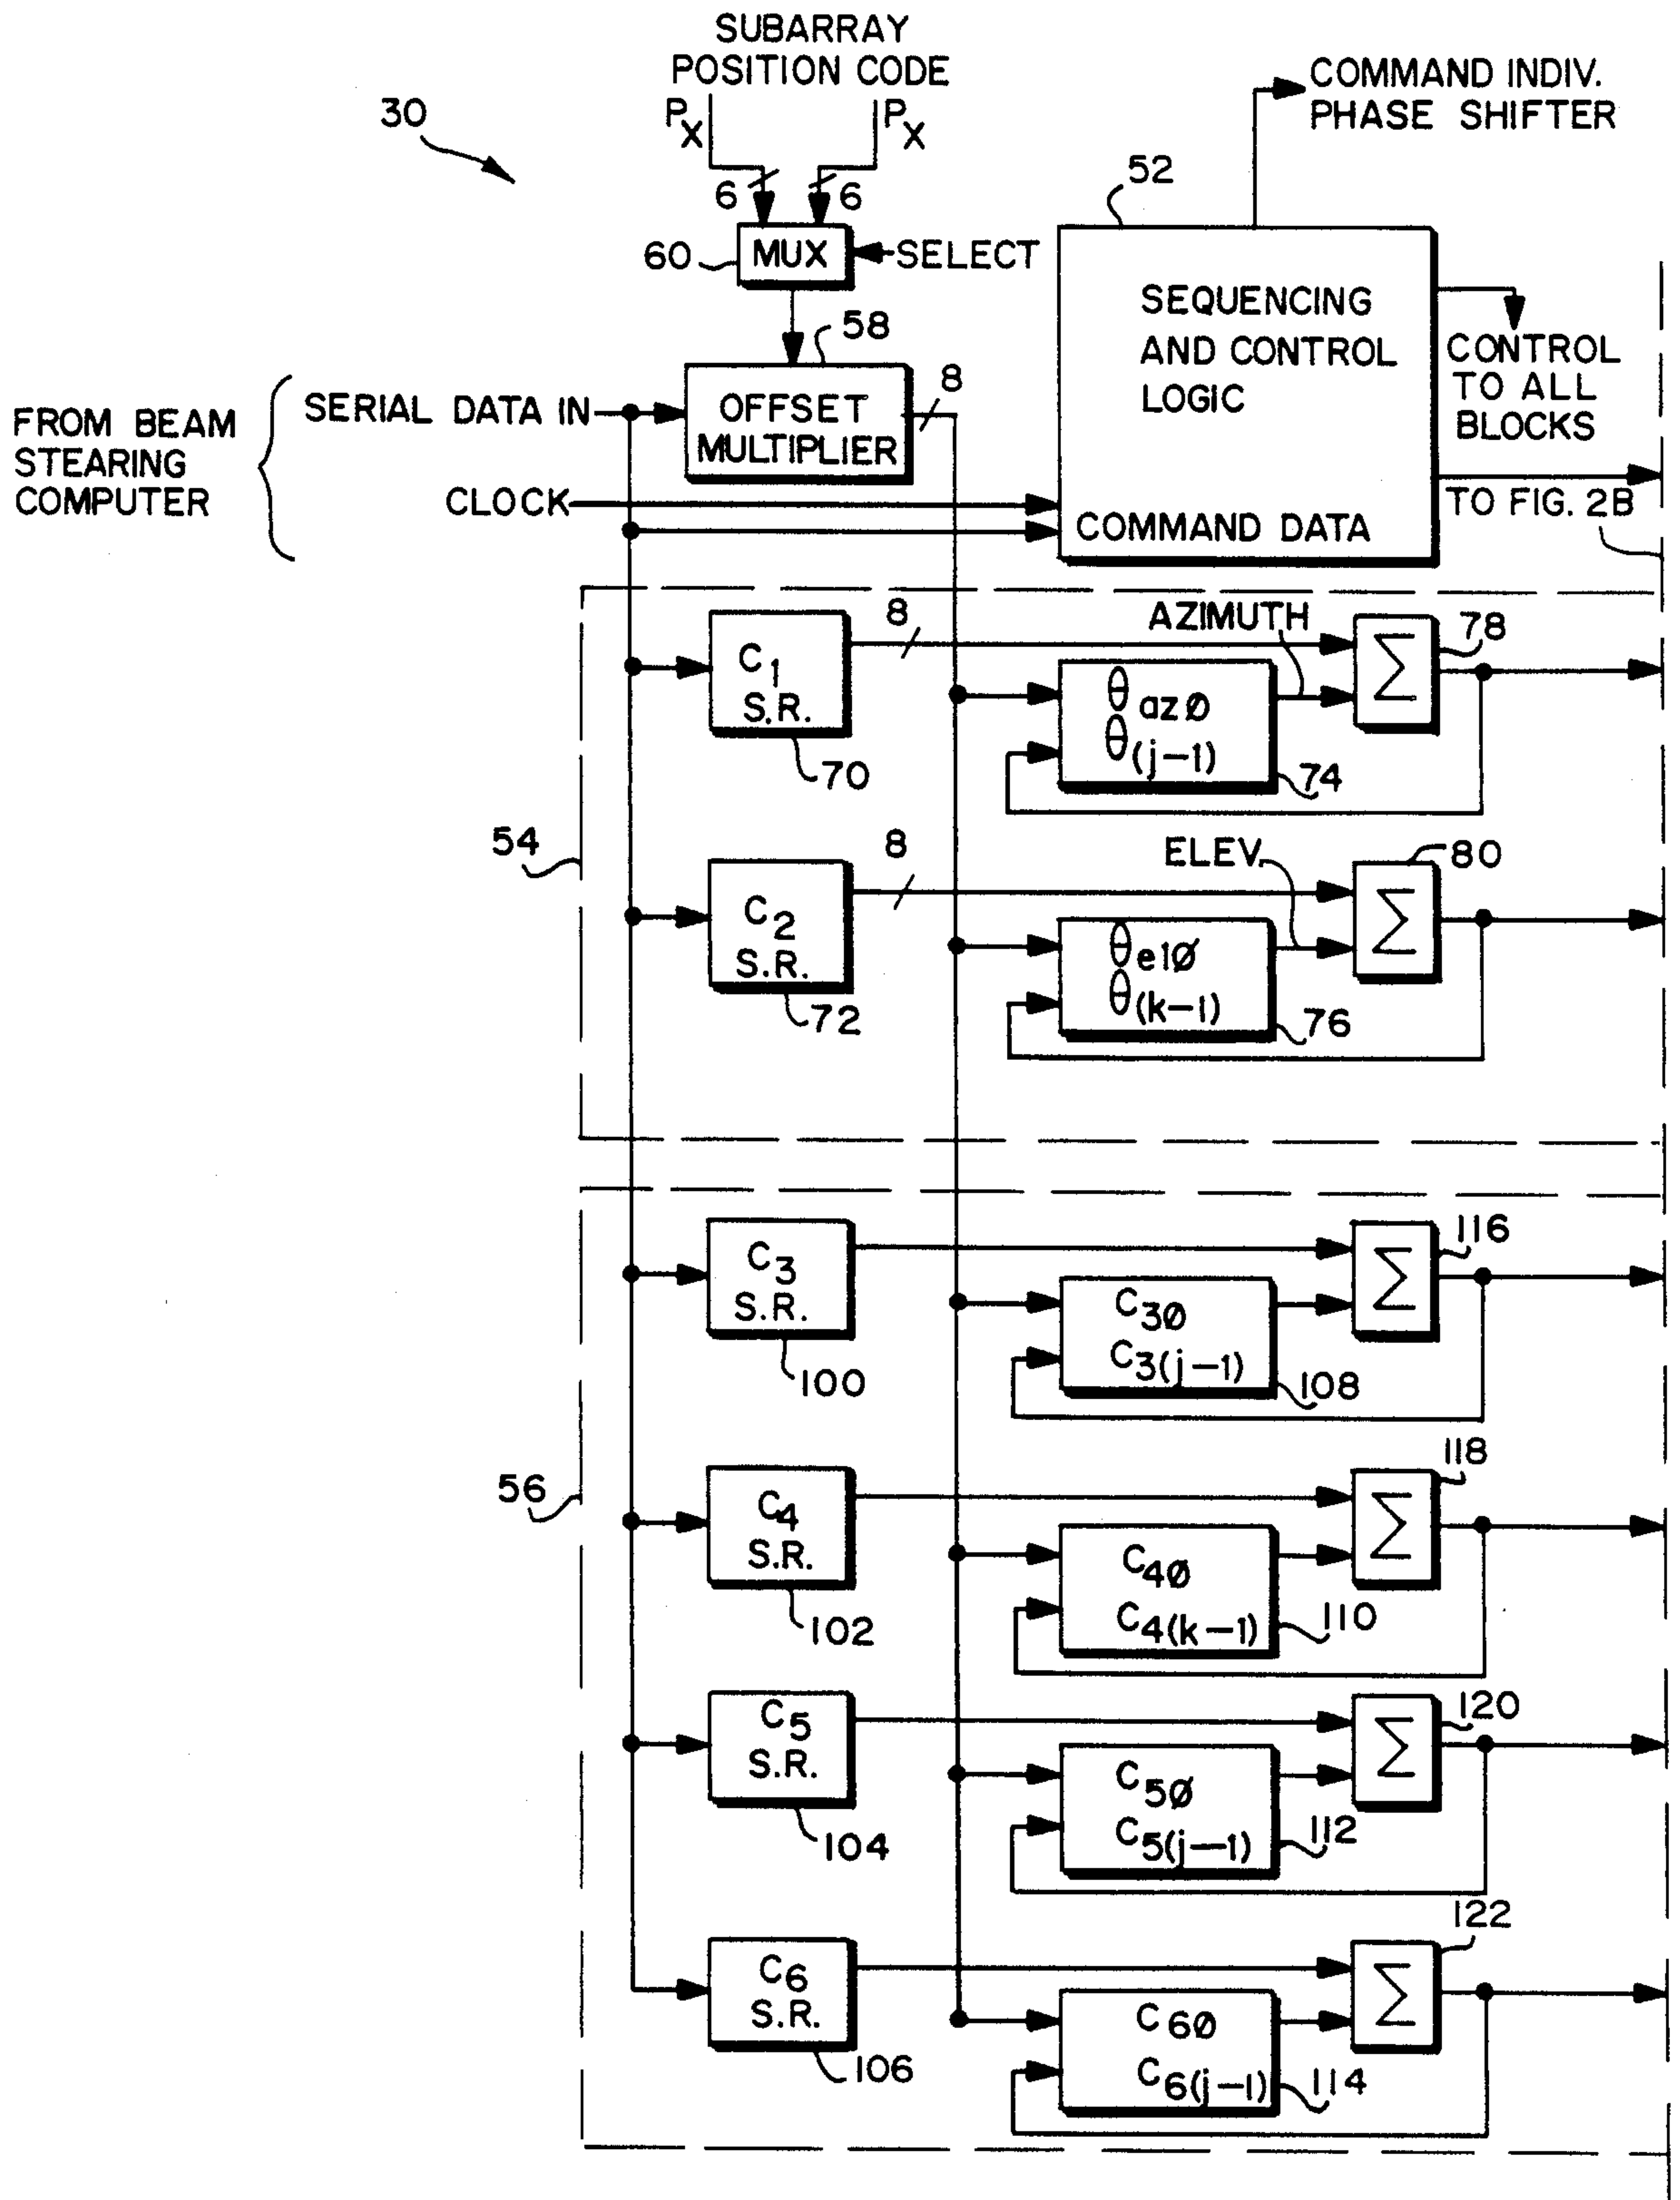 SUBARRAY
POSITION CODE
PX
PX
30
6
6
60
MUX
SELECT
COMMAND INDIV.
PHASE SHIFTER
52
SEQUENCING
AND CONTROL
LOGIC
COMMAND DATA
CONTROL
TO ALL
BLOCKS
TO FIG. 2B
58
8
FROM BEAM
STEARING
COMPUTER
SERIAL DATA IN
OFFSET
MULTIPLIER
CLOCK
54
C1
S.R.
70
8
AZIMUTH
θazø
θ(j-1)
74
Σ
78
C2
S.R.
72
8
ELEV.
θelø
θ(k-1)
76
Σ
80
56
C3
S.R.
100
C3ø
C3(j-1)
108
Σ
116
C4
S.R.
102
C4ø
C4(k-1)
110
Σ
118
C5
S.R.
104
C5ø
C5(j-1)
112
Σ
120
C6
S.R.
106
C6ø
C6(j-1)
114
Σ
122